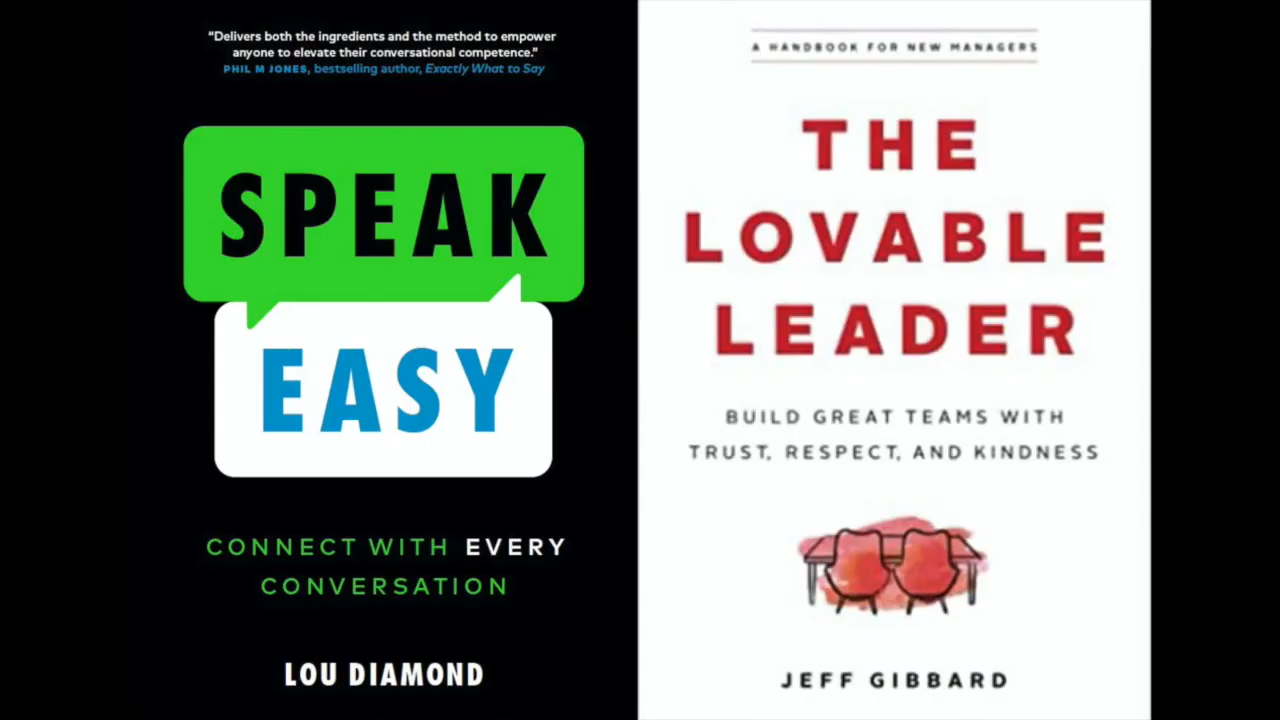 "Delivers both the ingredients and the method to empower
anyone to elevate their conversational competence."
PHIL M JONES, bestselling author, Exactly What to Say
SPEAK
EASY
CONNECT WITH EVERY
CONVERSATION
LOU DIAMOND
A HANDBOOK FOR NEW MANAGERS
THE
LOVABLE
LEADER
BUILD GREAT TEAMS WITH
TRUST, RESPECT, AND KINDNESS
JEFF GIBBARD